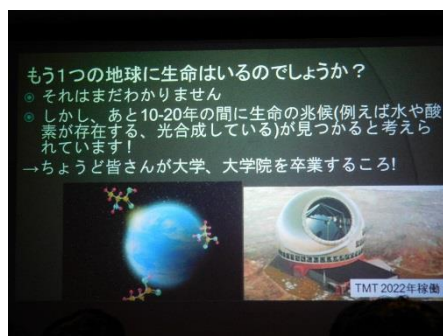 もう1つの地球に生命はいるのでしょうか？
それはまだわかりません
しかし、あと10-20年の間に生命の兆候(例えば水や酸
素が存在する、光合成している)が見つかると考えら
れています！
→ちょうど皆さんが大学、大学院を卒業するころ!
TMT 2022年稼働